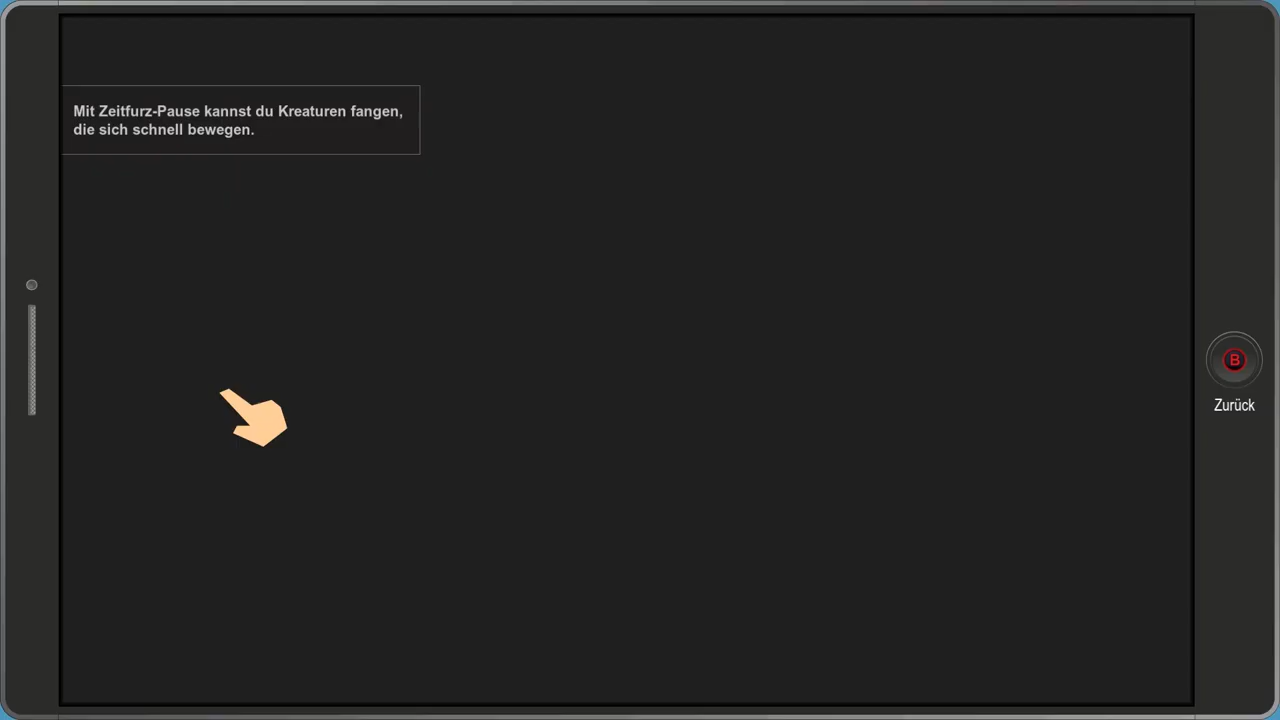 Mit Zeitfurz-Pause kannst du Kreaturen fangen,
die sich schnell bewegen.
B
Zurück